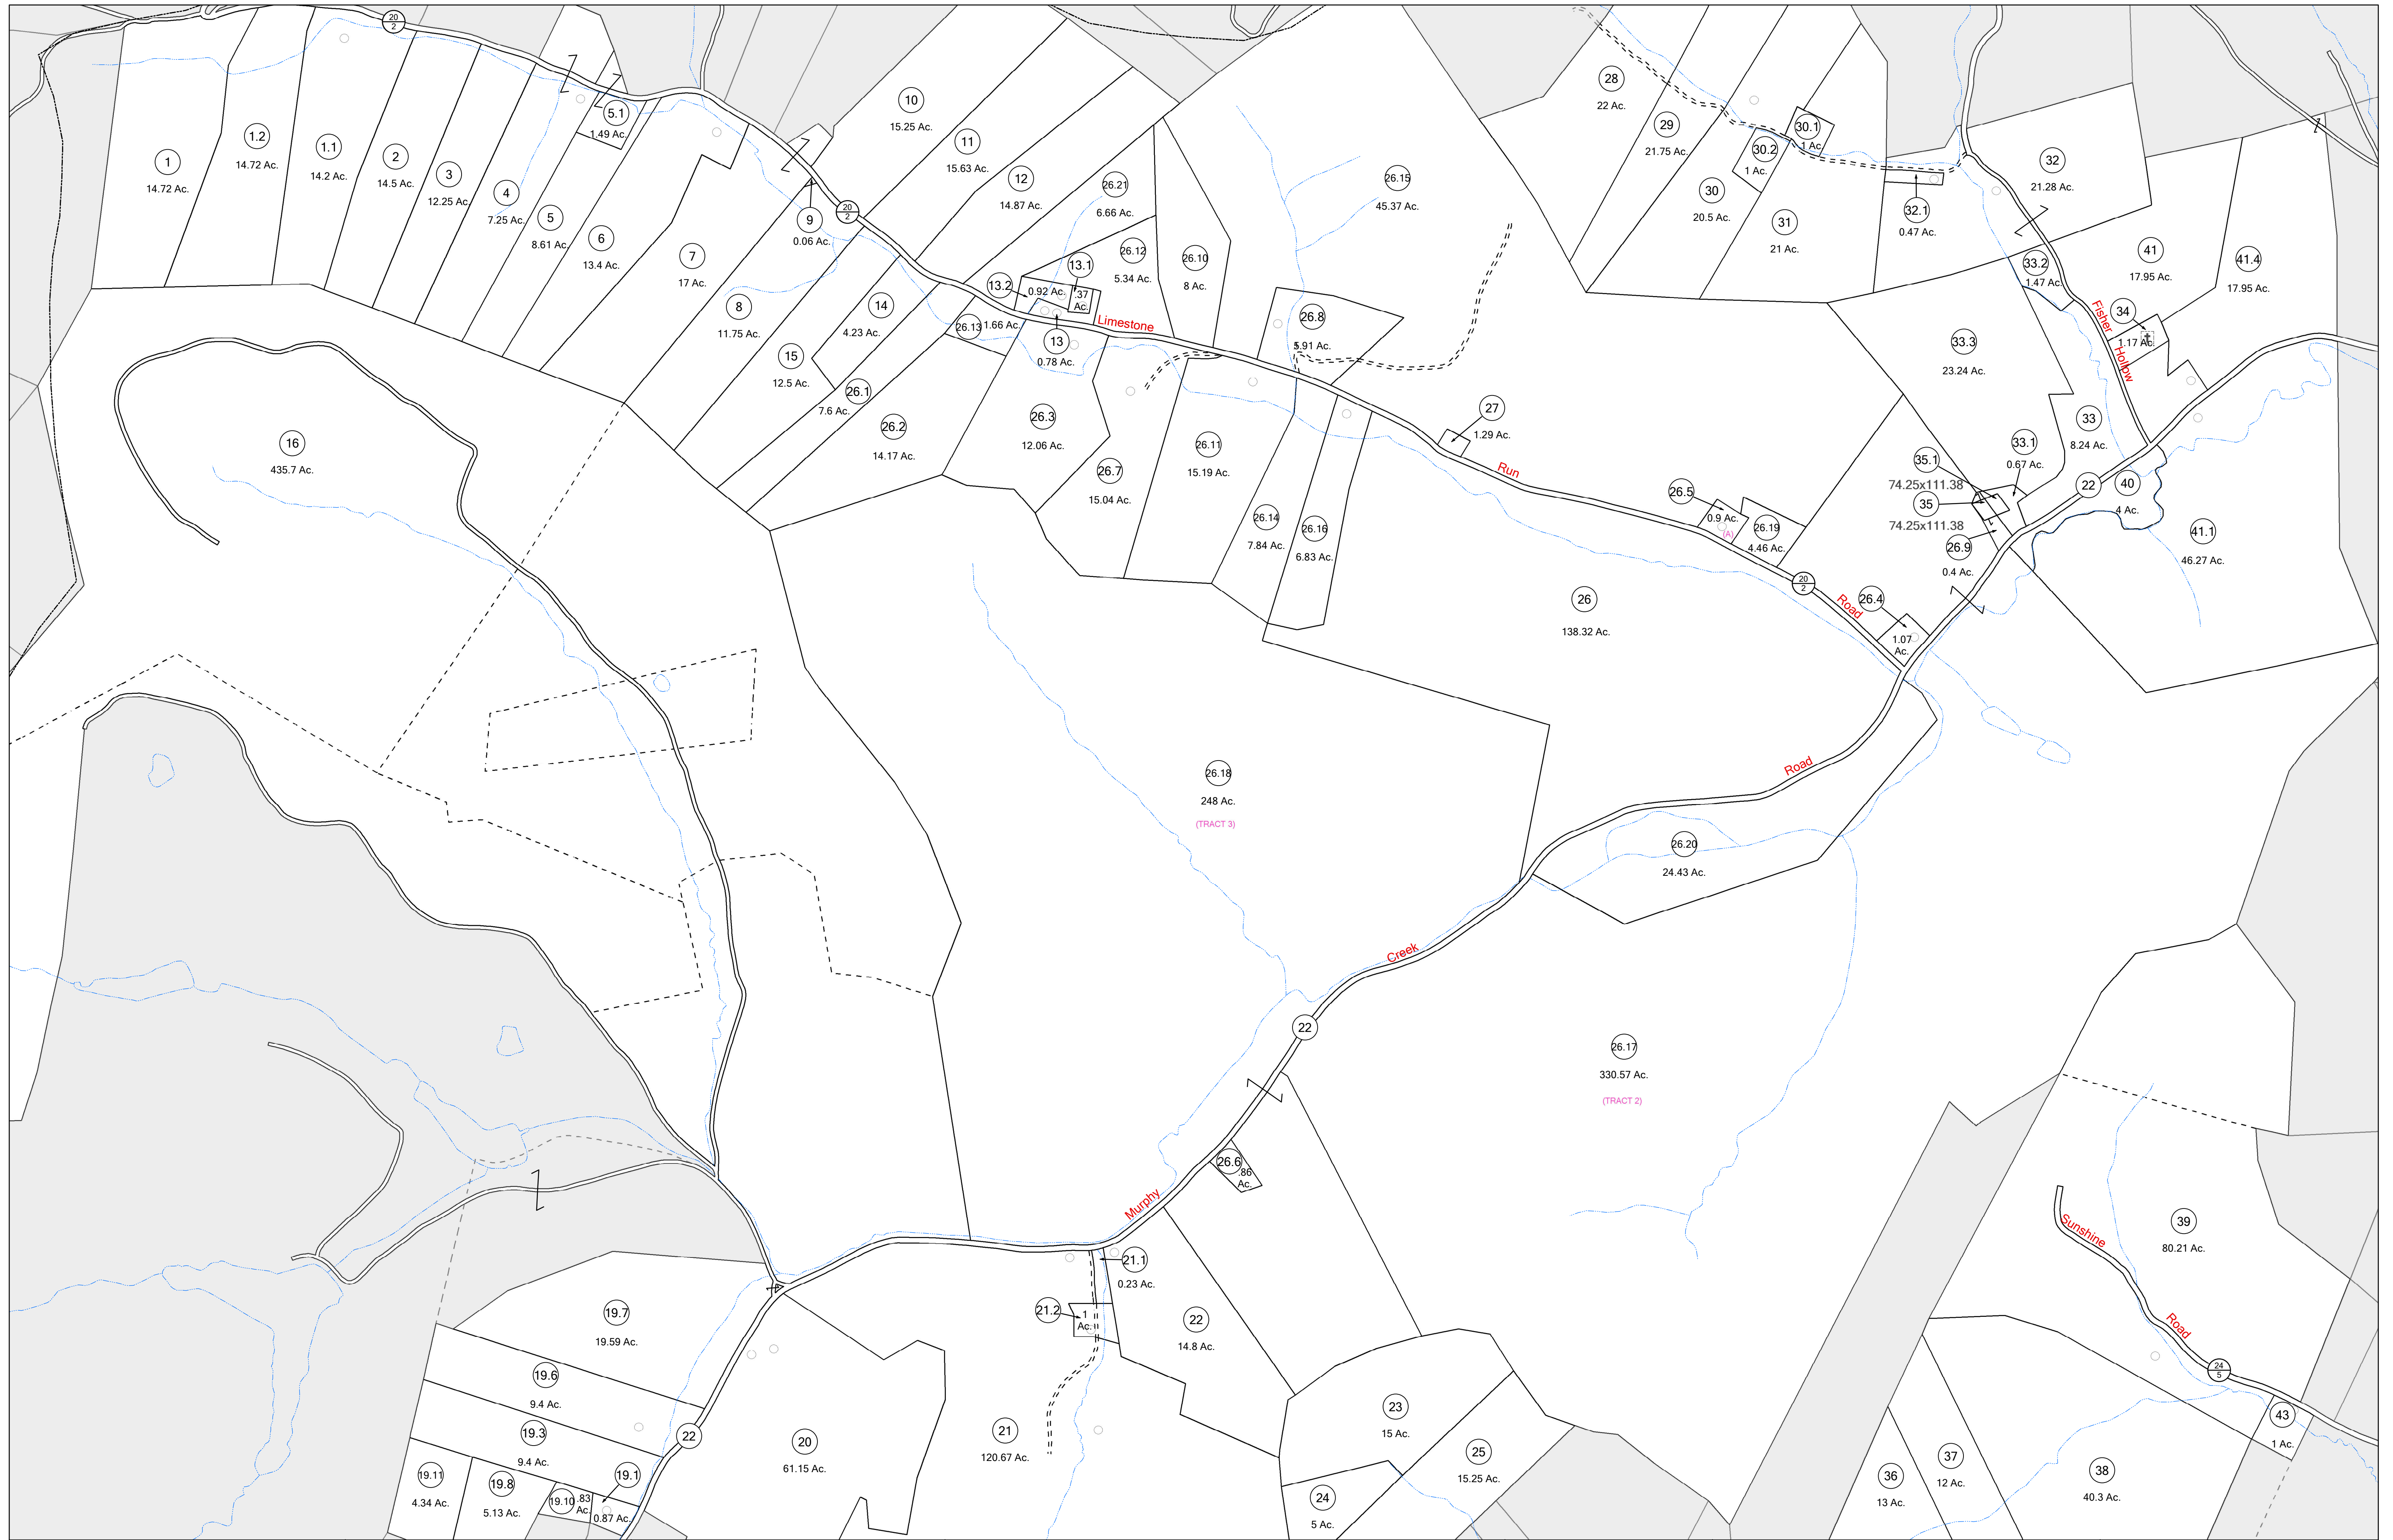 20
2
1
14.72 Ac.
1.2
14.72 Ac.
1.1
14.2 Ac.
2
14.5 Ac.
3
12.25 Ac.
4
7.25 Ac.
5
8.61 Ac.
5.1
1.49 Ac.
6
13.4 Ac.
7
17 Ac.
8
11.75 Ac.
9
0.06 Ac.
20
2
10
15.25 Ac.
11
15.63 Ac.
12
14.87 Ac.
26.21
6.66 Ac.
26.12
5.34 Ac.
26.10
8 Ac.
13.1
.37
Ac.
13.2
0.92 Ac.
13
0.78 Ac.
26.13
1.66 Ac.
14
4.23 Ac.
15
12.5 Ac.
26.1
7.6 Ac.
26.2
14.17 Ac.
26.3
12.06 Ac.
26.7
15.04 Ac.
26.11
15.19 Ac.
26.14
7.84 Ac.
26.16
6.83 Ac.
26.15
45.37 Ac.
26.8
5.91 Ac.
Limestone
Run
Road
27
1.29 Ac.
28
22 Ac.
29
21.75 Ac.
30
20.5 Ac.
30.1
1 Ac.
30.2
1 Ac.
31
21 Ac.
32
21.28 Ac.
32.1
0.47 Ac.
33.2
1.47 Ac.
41
17.95 Ac.
41.4
17.95 Ac.
34
1.17 Ac.
Fisher
Hollow
33.3
23.24 Ac.
33
8.24 Ac.
33.1
0.67 Ac.
35.1
74.25x111.38
35
74.25x111.38
26.9
0.4 Ac.
22
40
4 Ac.
41.1
46.27 Ac.
26.5
0.9 Ac.
(A)
26.19
4.46 Ac.
20
2
26.4
1.07
Ac.
26
138.32 Ac.
16
435.7 Ac.
26.18
248 Ac.
(TRACT 3)
Road
26.20
24.43 Ac.
Creek
22
26.17
330.57 Ac.
(TRACT 2)
26.6
.86
Ac.
Murphy
21.1
0.23 Ac.
21.2
1
Ac.
22
14.8 Ac.
39
80.21 Ac.
Sunshine
Road
24
5
43
1 Ac.
19.7
19.59 Ac.
19.6
9.4 Ac.
19.3
9.4 Ac.
19.11
4.34 Ac.
19.8
5.13 Ac.
19.10
.83
Ac.
19.1
0.87 Ac.
22
20
61.15 Ac.
21
120.67 Ac.
23
15 Ac.
24
5 Ac.
25
15.25 Ac.
36
13 Ac.
37
12 Ac.
38
40.3 Ac.